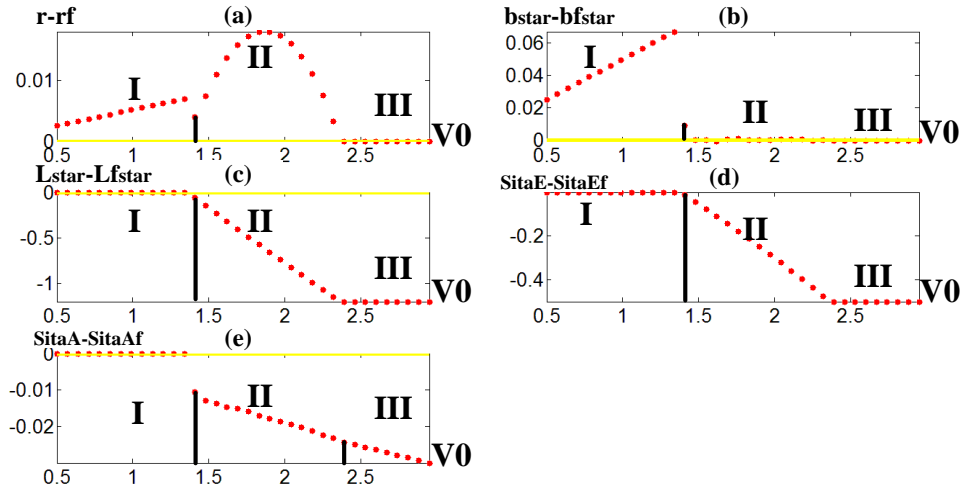 r-rf (a)
0.01
0
I II III V0
0.5 1 1.5 2 2.5
bstar-bfstar (b)
0.06
0.04
0.02
0
I II III V0
0.5 1 1.5 2 2.5
Lstar-Lfstar (c)
0
-0.5
-1
I II III V0
0.5 1 1.5 2 2.5
SitaE-SitaEf (d)
-0.2
-0.4
I II III V0
0.5 1 1.5 2 2.5
SitaA-SitaAf (e)
0
-0.01
-0.02
I II III V0
0.5 1 1.5 2 2.5